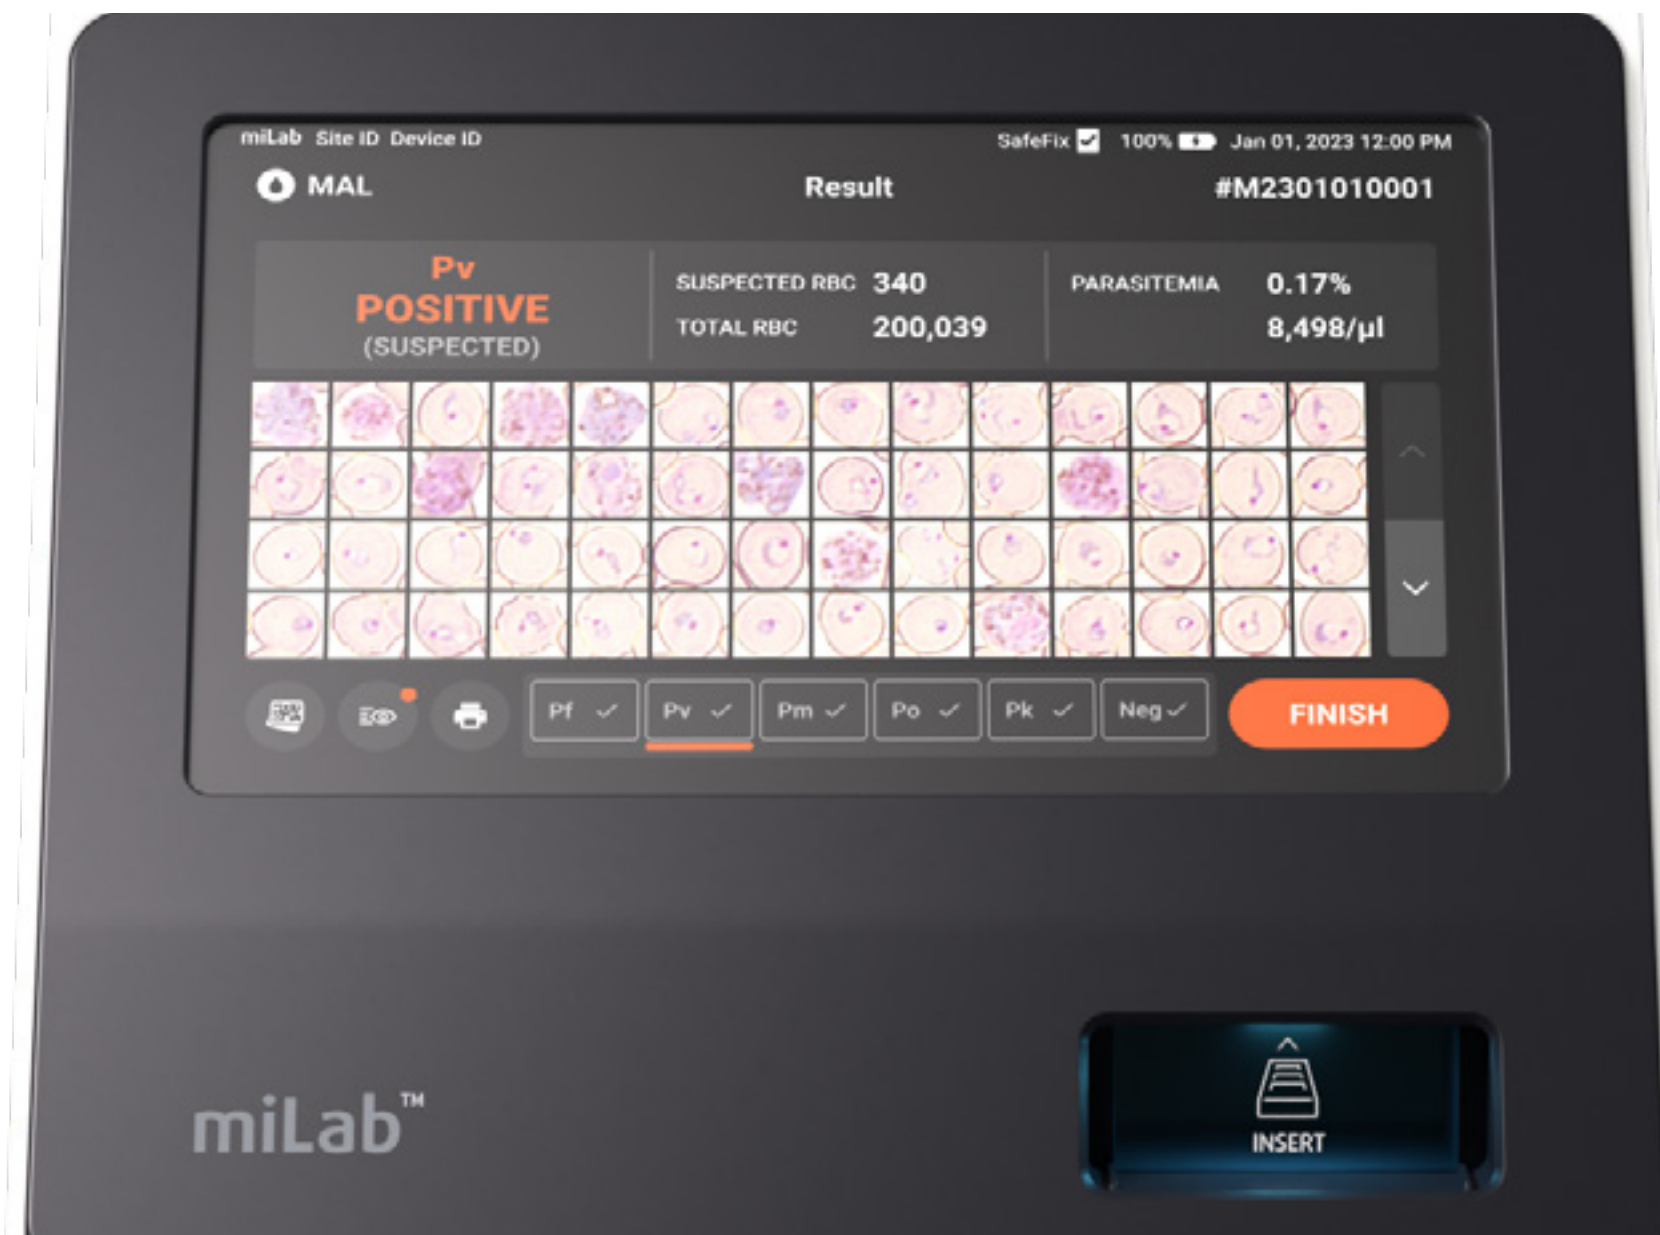 miLab Site ID Device ID SafeFix 100% Jan 01, 2023 12:00 PM
MAL Result #M2301010001
Pv
POSITIVE
(SUSPECTED)
SUSPECTED RBC 340
TOTAL RBC 200,039
PARASITEMIA 0.17%
8,498/µl
Pf Pv Pm Po Pk Neg FINISH
miLab™
INSERT